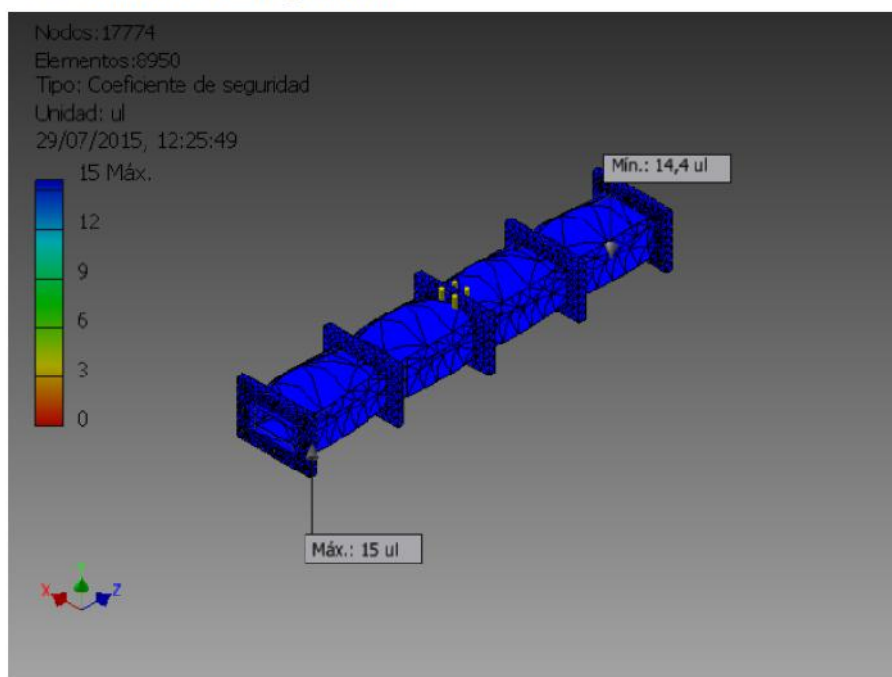 Nodos:17774
Elementos:8950
Tipo: Coeficiente de seguridad
Unidad: ul
29/07/2015, 12:25:49
15 Máx.
12
9
6
3
0
Mín.: 14,4 ul
Máx.: 15 ul
X
Y
Z